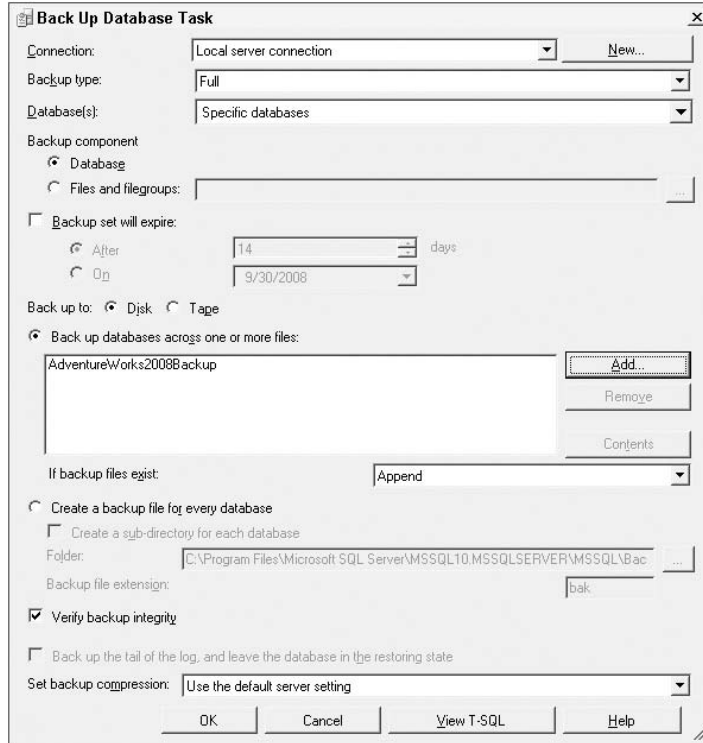 Back Up Database Task
Connection: Local server connection New...
Backup type: Full
Database(s): Specific databases
Backup component
Database
Files and filegroups: ...
Backup set will expire:
After 14 days
On 9/30/2008
Back up to: Disk Tape
Back up databases across one or more files:
AdventureWorks2008Backup Add...
Remove
Contents
If backup files exist: Append
Create a backup file for every database
Create a sub-directory for each database
Folder: C:\Program Files\Microsoft SQL Server\MSSQL10.MSSQLSERVER\MSSQL\Bac ...
Backup file extension: bak
Verify backup integrity
Back up the tail of the log, and leave the database in the restoring state
Set backup compression: Use the default server setting
OK Cancel View T-SQL Help